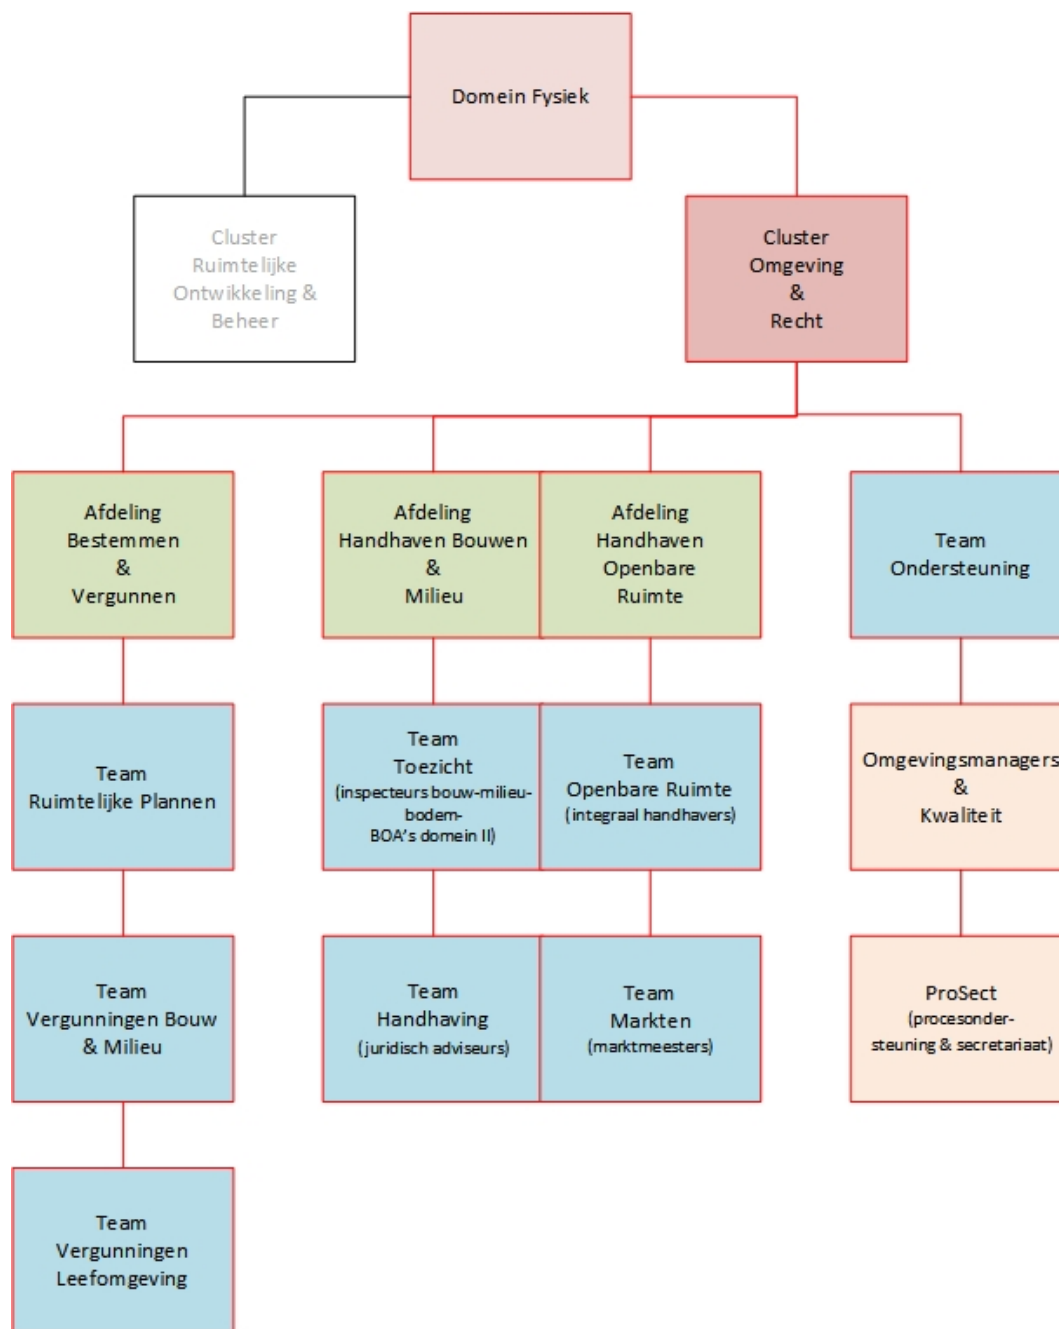 Domein Fysiek
Cluster
Ruimtelijke
Ontwikkeling &
Beheer
Cluster
Omgeving
&
Recht
Afdeling
Bestemmen
&
Vergunnen
Afdeling
Handhaven Bouwen
&
Milieu
Afdeling
Handhaven
Openbare
Ruimte
Team
Ondersteuning
Team
Ruimtelijke Plannen
Team
Toezicht
(inspecteurs bouw-milieu-
bodem-
BOA's domein II)
Team
Openbare Ruimte
(integraal handhavers)
Omgevingsmanagers
&
Kwaliteit
Team
Vergunningen Bouw
& Milieu
Team
Handhaving
(juridisch adviseurs)
Team
Markten
(marktmeesters)
ProSect
(procesonder-
steuning & secretariaat)
Team
Vergunningen
Leefomgeving